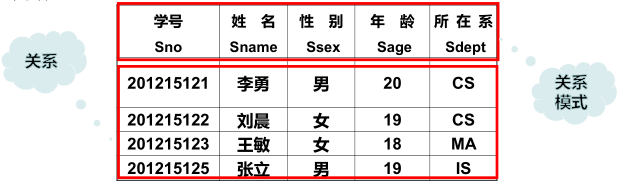 学号 姓名 性别 年龄 所在系
Sno Sname Ssex Sage Sdept
关系
201215121 李勇 男 20 CS
关系
模式
201215122 刘晨 女 19 CS
201215123 王敏 女 18 MA
201215125 张立 男 19 IS